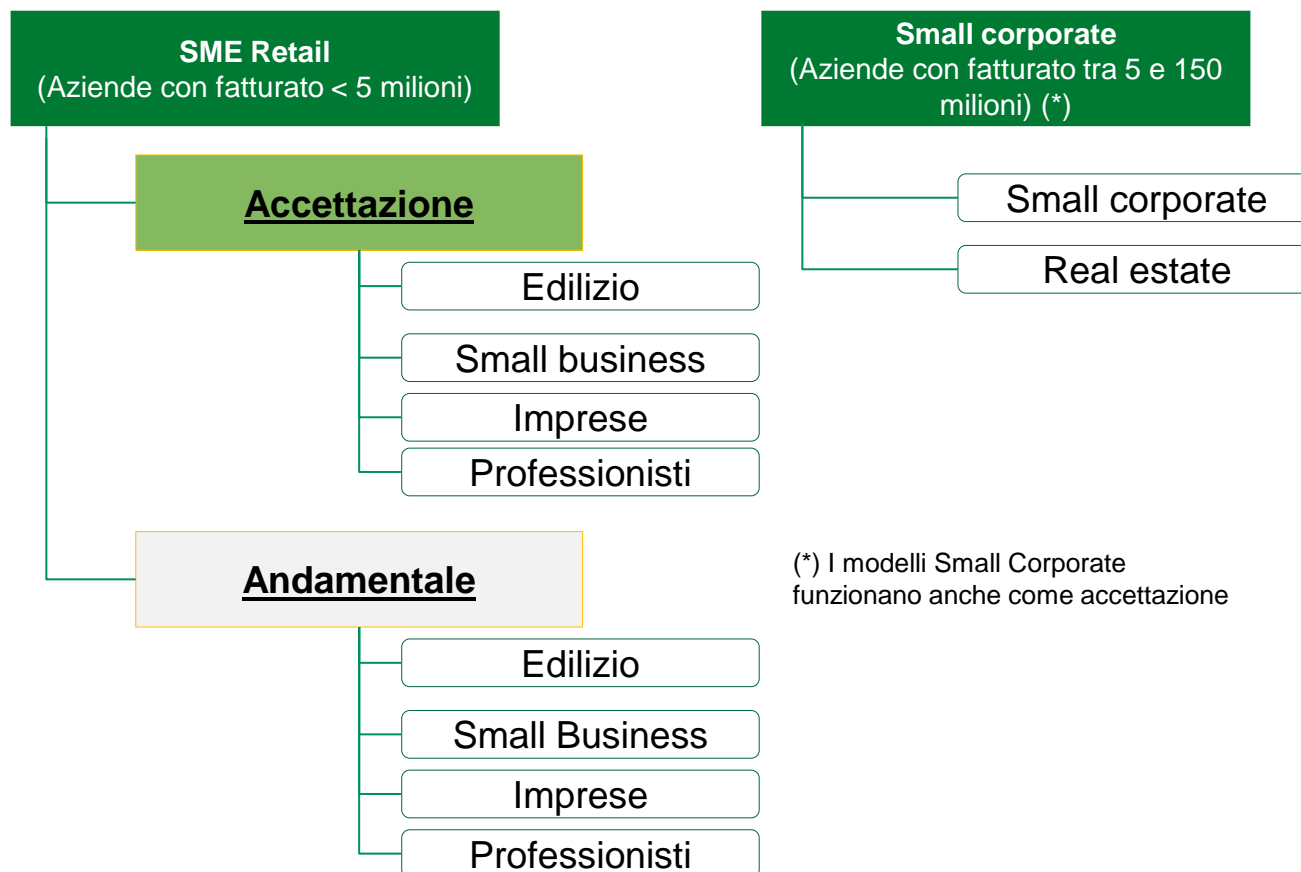 SME Retail
(Aziende con fatturato < 5 milioni)
Accettazione
Edilizio
Small business
Imprese
Professionisti
Andamentale
Edilizio
Small Business
Imprese
Professionisti
Small corporate
(Aziende con fatturato tra 5 e 150
milioni) (*)
Small corporate
Real estate
(*) I modelli Small Corporate
funzionano anche come accettazione